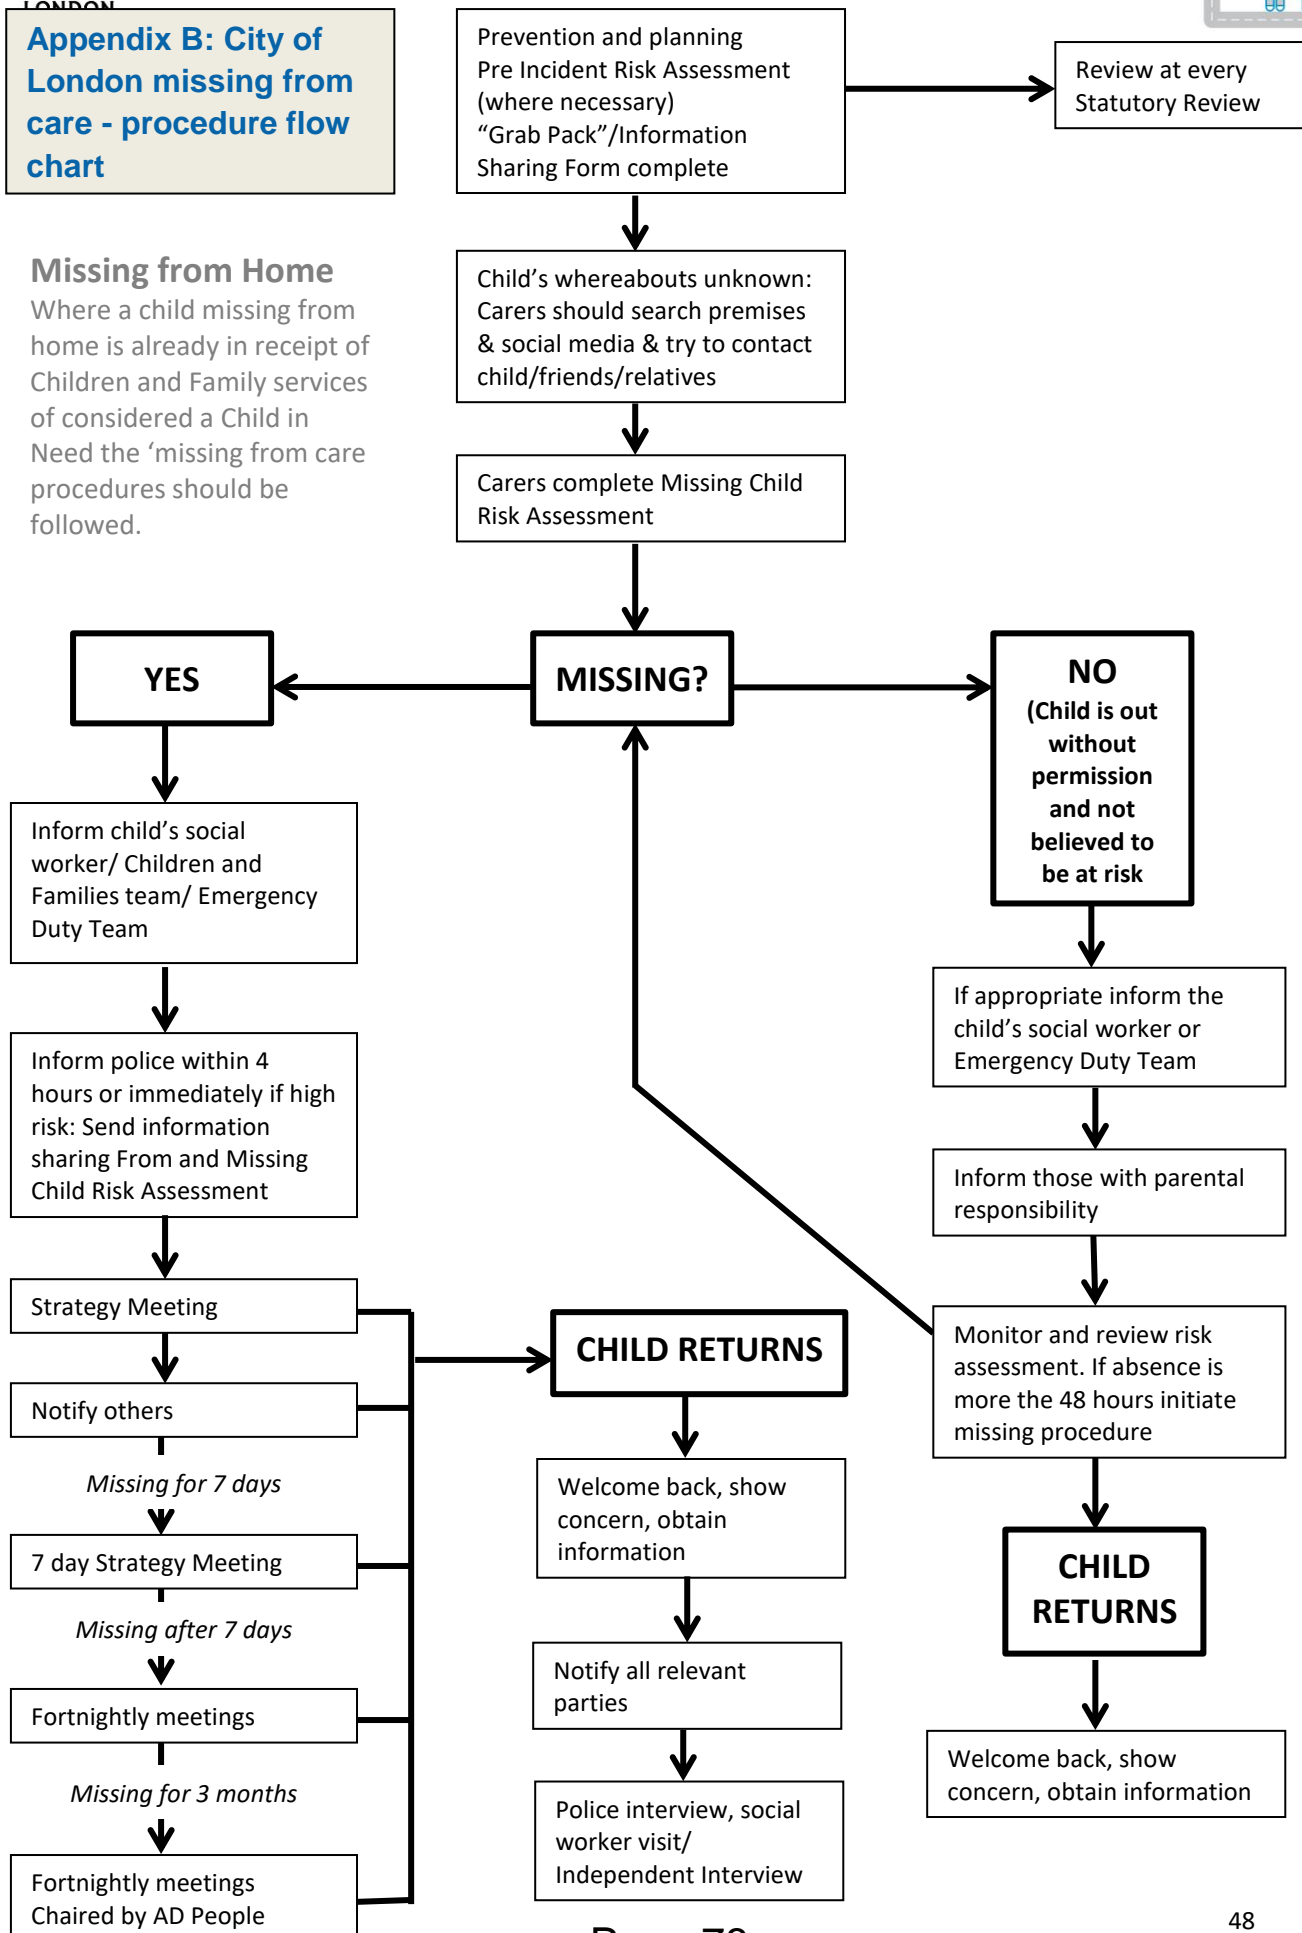 LONDON
Appendix B: City of
London missing from
care - procedure flow
chart
Prevention and planning
Pre Incident Risk Assessment
(where necessary)
“Grab Pack”/Information
Sharing Form complete
Review at every
Statutory Review
Missing from Home
Where a child missing from
home is already in receipt of
Children and Family services
of considered a Child in
Need the ‘missing from care
procedures should be
followed.
Child’s whereabouts unknown:
Carers should search premises
& social media & try to contact
child/friends/relatives
Carers complete Missing Child
Risk Assessment
YES
MISSING?
NO
(Child is out
without
permission
and not
believed to
be at risk
Inform child’s social
worker/ Children and
Families team/ Emergency
Duty Team
Inform police within 4
hours or immediately if high
risk: Send information
sharing From and Missing
Child Risk Assessment
Strategy Meeting
Notify others
Missing for 7 days
7 day Strategy Meeting
Missing after 7 days
Fortnightly meetings
Missing for 3 months
Fortnightly meetings
Chaired by AD People
CHILD RETURNS
Welcome back, show
concern, obtain
information
Notify all relevant
parties
Police interview, social
worker visit/
Independent Interview
If appropriate inform the
child’s social worker or
Emergency Duty Team
Inform those with parental
responsibility
Monitor and review risk
assessment. If absence is
more the 48 hours initiate
missing procedure
CHILD
RETURNS
Welcome back, show
concern, obtain information
48